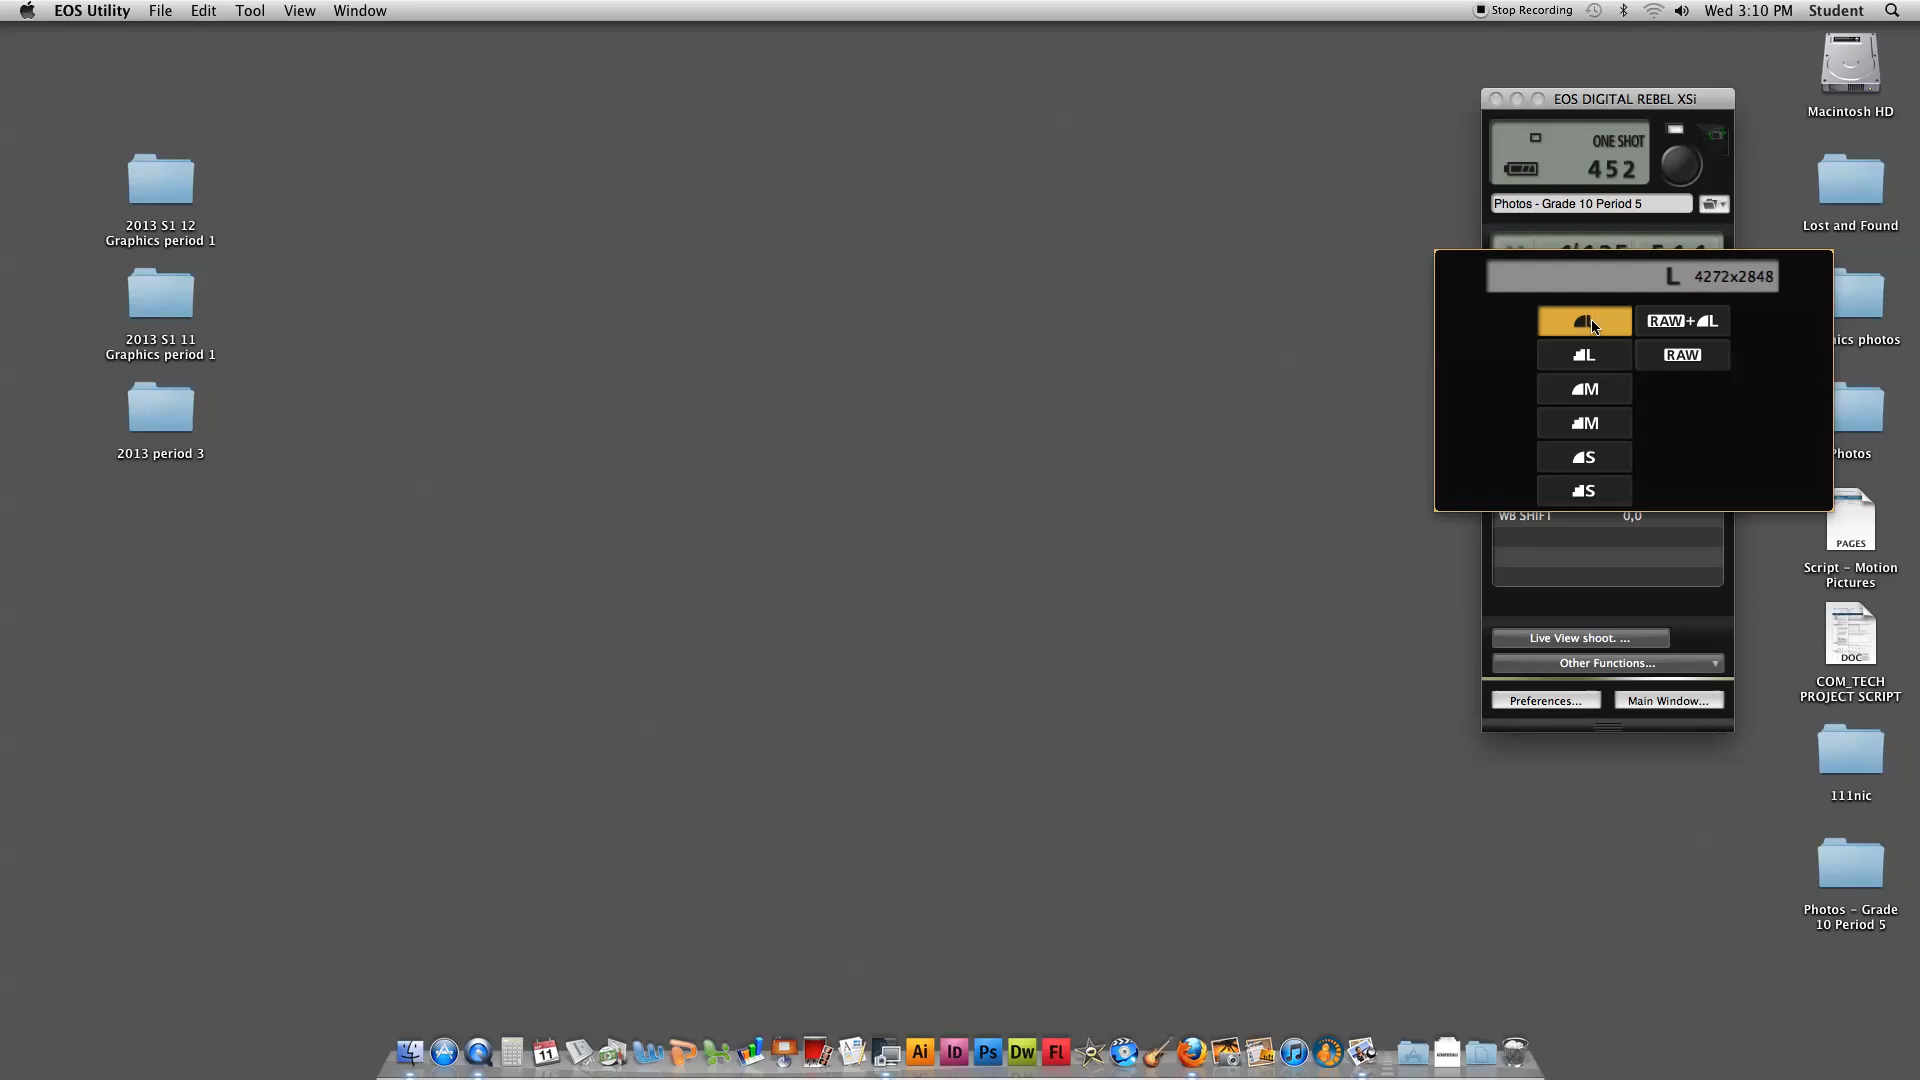 EOS Utility File Edit Tool View Window
Stop Recording Wed 3:10 PM Student
Macintosh HD
Lost and Found
ics photos
Photos
PAGES
Script - Motion
Pictures
DOC
COM_TECH
PROJECT SCRIPT
111nic
Photos - Grade
10 Period 5
2013 S1 12
Graphics period 1
2013 S1 11
Graphics period 1
2013 period 3
EOS DIGITAL REBEL XSi
ONE SHOT
452
Photos - Grade 10 Period 5
L 4272x2848
RAW+L
L RAW
M
M
S
S
WB SHIFT 0,0
Live View shoot. ...
Other Functions...
Preferences... Main Window...
11 Ai Id Ps Dw Fl